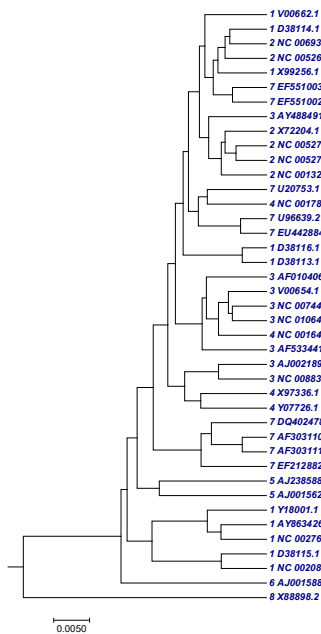 1 V00662.1
1 D38114.1
2 NC 00693
2 NC 00526
1 X99256.1
7 EF551003
7 EF551002
3 AY488491
2 X72204.1
2 NC 00527
2 NC 00527
2 NC 00132
7 U20753.1
4 NC 00178
7 U96639.2
7 EU442884
1 D38116.1
1 D38113.1
3 AF010406
3 V00654.1
3 NC 00744
3 NC 01064
4 NC 00164
3 AF533441
3 AJ002189
3 NC 00883
4 X97336.1
4 Y07726.1
7 DQ402478
7 AF303110
7 AF303111
7 EF212882
5 AJ238588
5 AJ001562
1 Y18001.1
1 AY863426
1 NC 00276
1 D38115.1
1 NC 00208
6 AJ001588
8 X88898.2
0.0050